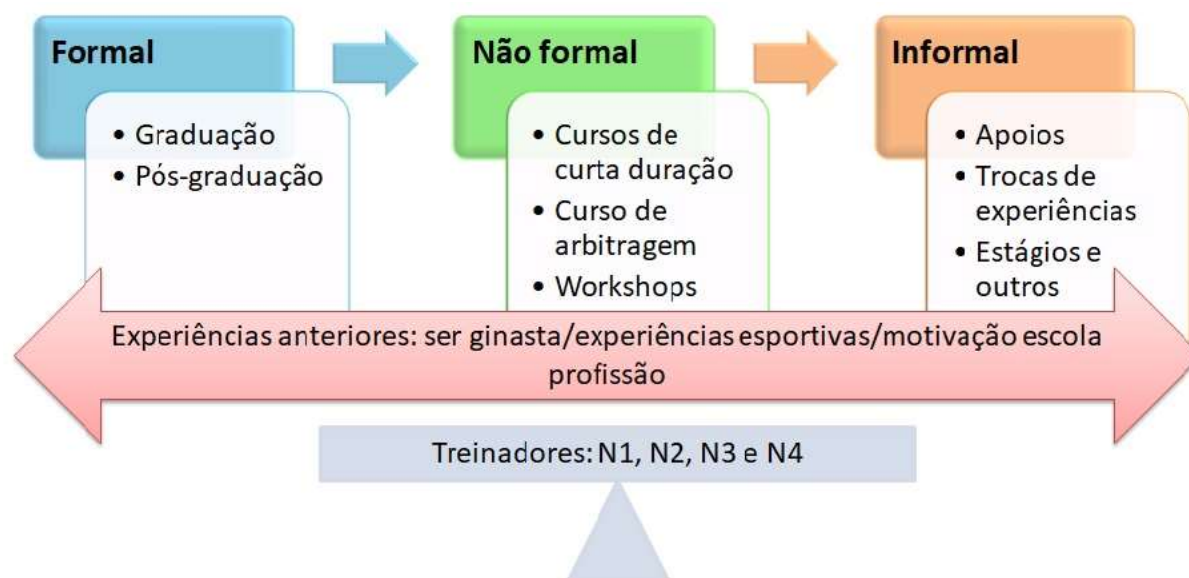 Formal
• Graduação
• Pós-graduação
Não formal
• Cursos de
curta duração
• Curso de
arbitragem
• Workshops
Informal
• Apoios
• Trocas de
experiências
• Estágios e
outros
Experiências anteriores: ser ginasta/experiências esportivas/motivação escola
profissão
Treinadores: N1, N2, N3 e N4